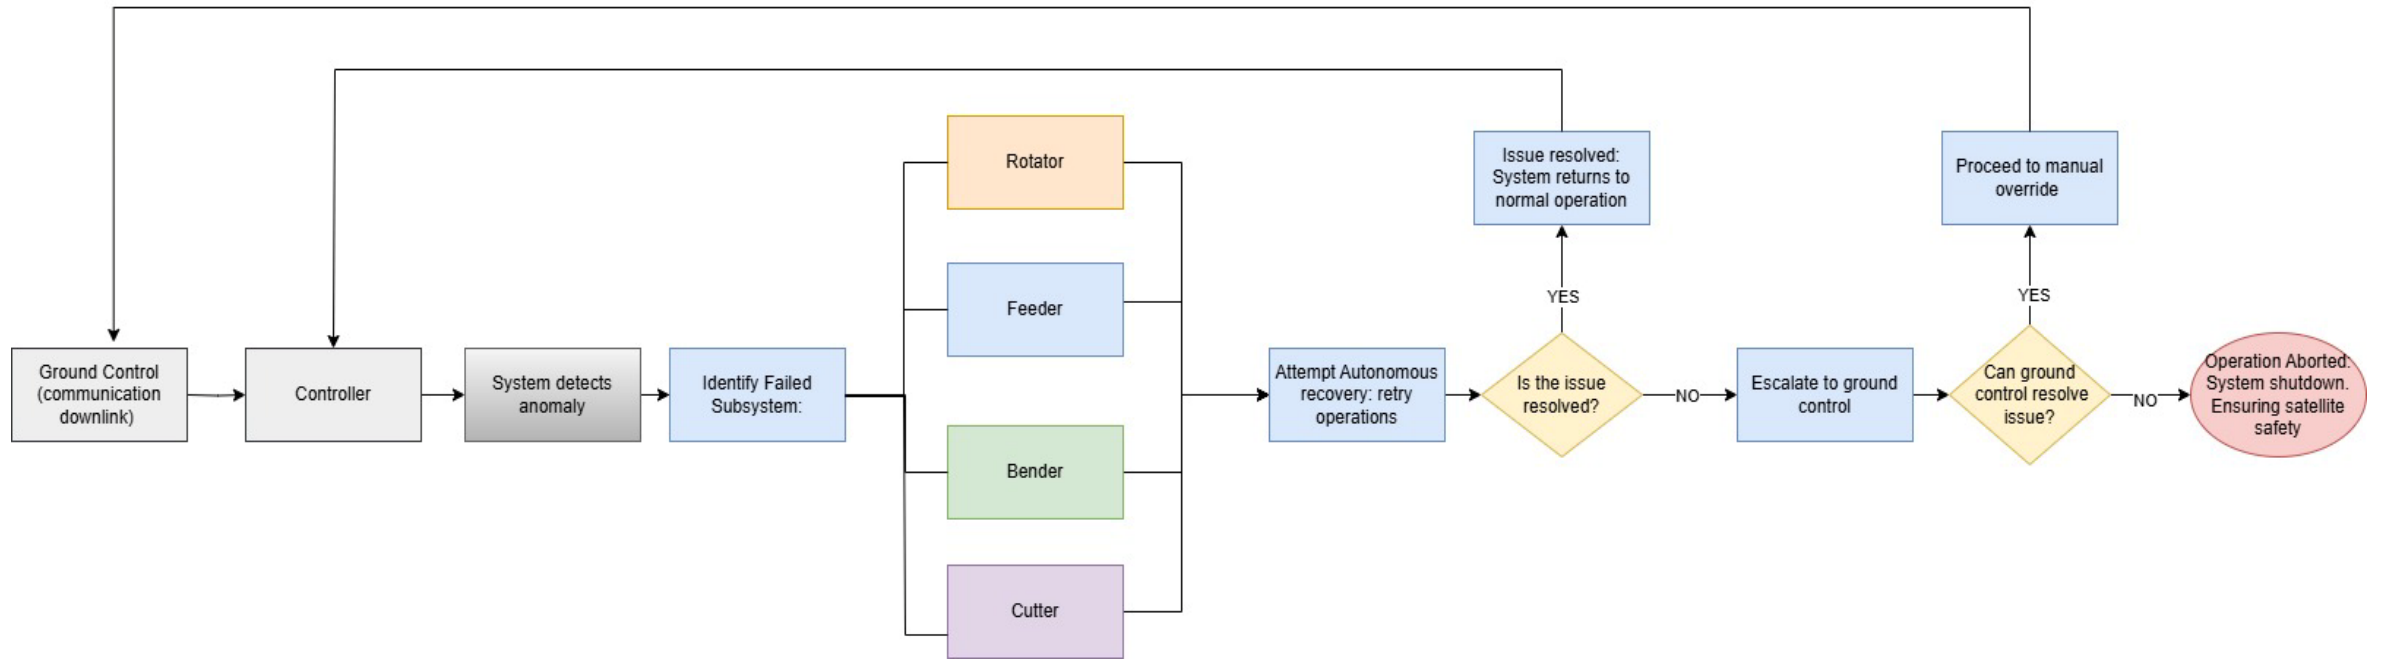 Ground Control
(communication
downlink)
Controller
System detects
anomaly
Identify Failed
Subsystem:
Rotator
Feeder
Bender
Cutter
Attempt Autonomous
recovery: retry
operations
Is the issue
resolved?
YES
Issue resolved:
System returns to
normal operation
NO
Escalate to ground
control
Can ground
control resolve
issue?
YES
Proceed to manual
override
NO
Operation Aborted:
System shutdown.
Ensuring satellite
safety